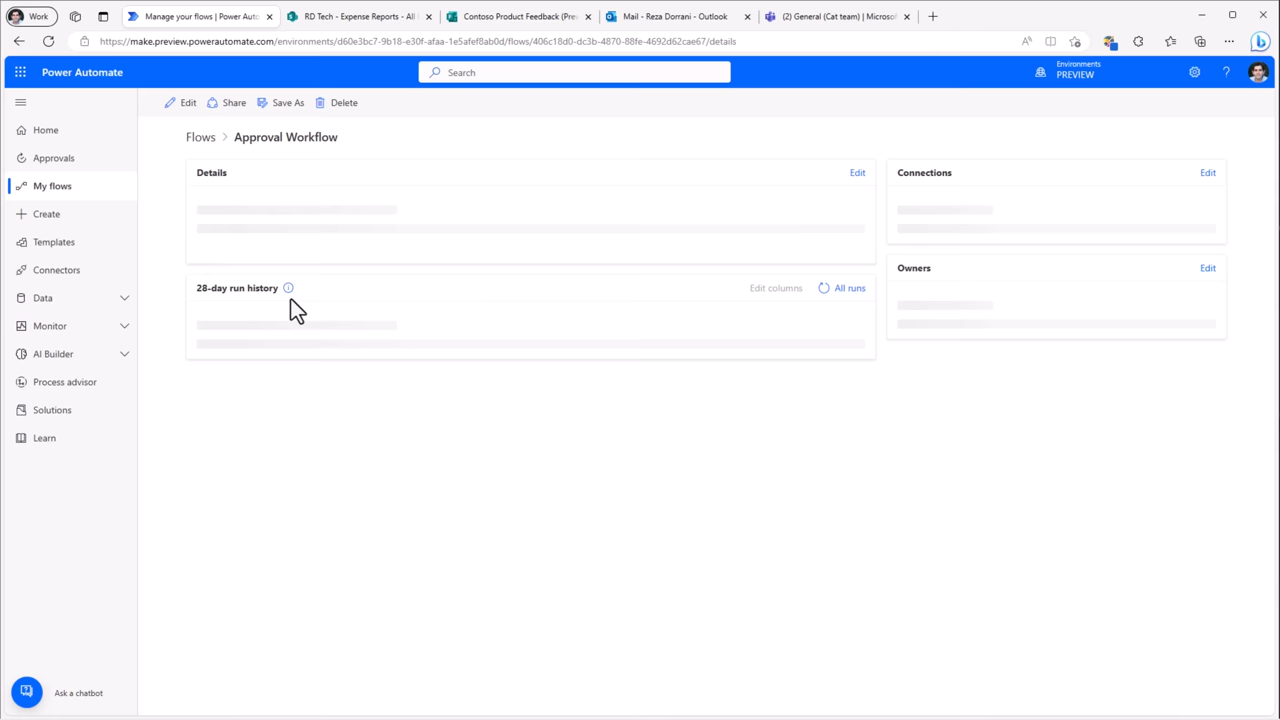 Work
Manage your flows | Power Auto
RD Tech - Expense Reports - All
Contoso Product Feedback (Prev
Mail - Reza Dorrani - Outlook
(2) General (Cat team) | Microsof
https://make.preview.powerautomate.com/environments/d60e3bc7-9b18-e30f-afaa-1e5afef8ab0d/flows/406c18d0-dc3b-4870-88fe-4692d62cae67/details
Power Automate
Search
Environments
PREVIEW
Edit
Share
Save As
Delete
Home
Approvals
My flows
Create
Templates
Connectors
Data
Monitor
AI Builder
Process advisor
Solutions
Learn
Flows > Approval Workflow
Details
Edit
Connections
Edit
28-day run history
Edit columns
All runs
Owners
Edit
Ask a chatbot